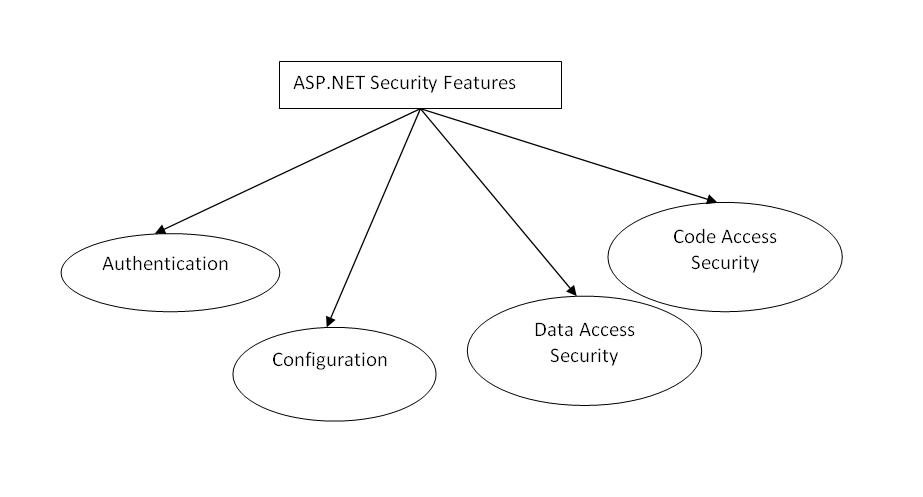 ASP.NET Security Features
Authentication
Configuration
Data Access
Security
Code Access
Security